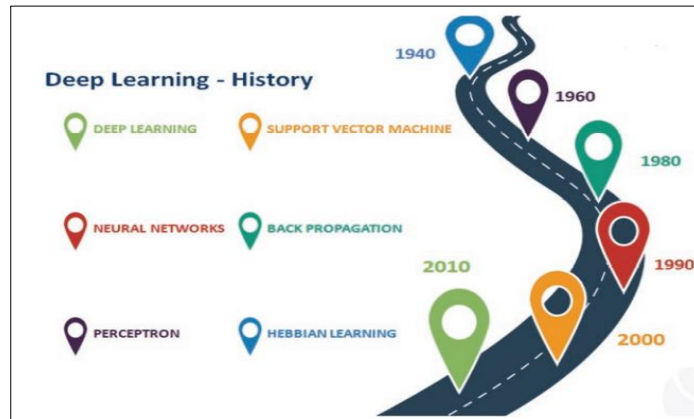 Deep Learning - History
DEEP LEARNING
SUPPORT VECTOR MACHINE
NEURAL NETWORKS
BACK PROPAGATION
PERCEPTRON
HEBBIAN LEARNING
1940
1960
1980
1990
2000
2010